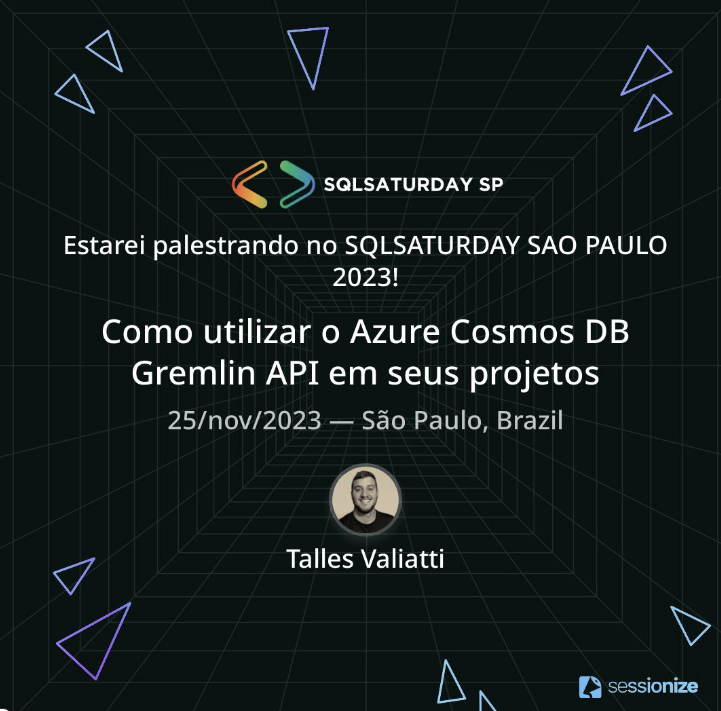 SQLSATURDAY SP
Estarei palestrando no SQLSATURDAY SAO PAULO
2023!
Como utilizar o Azure Cosmos DB
Gremlin API em seus projetos
25/nov/2023 — São Paulo, Brazil
Talles Valiatti
sessionize